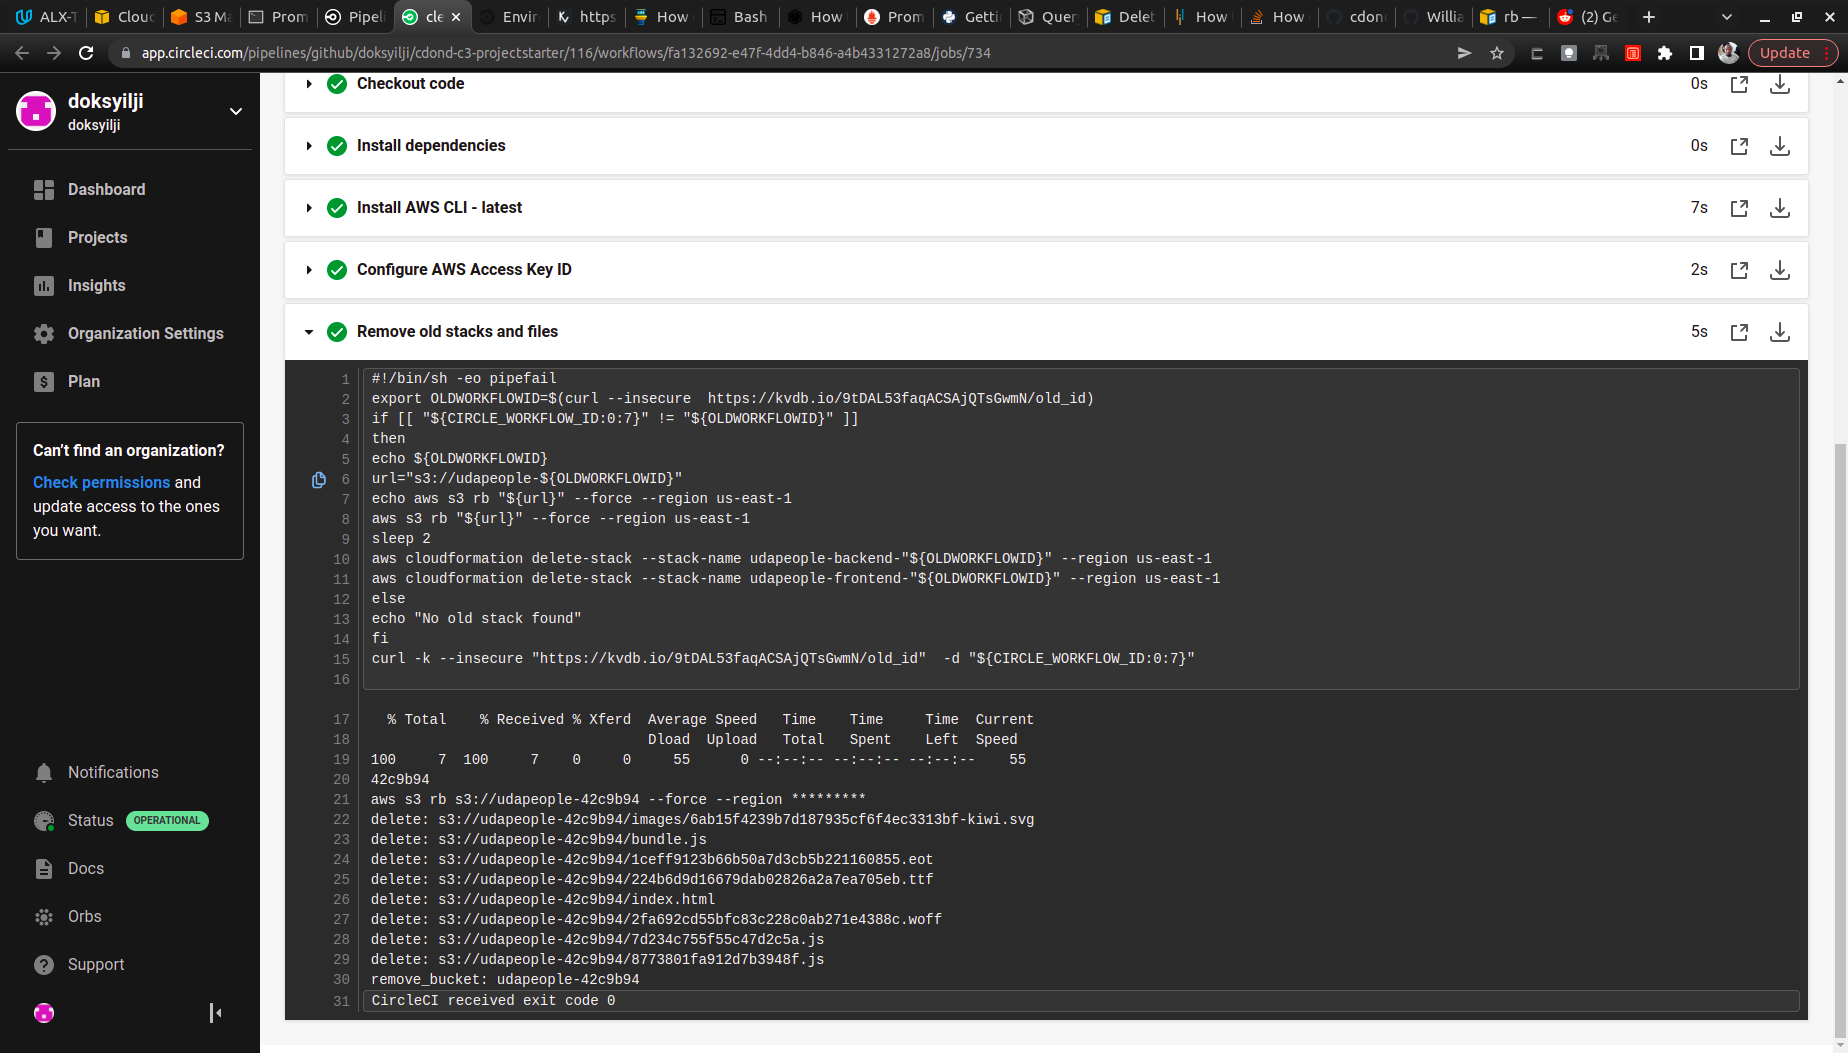 ALX-T
Clouc
S3 Ma
Prom
Pipeli
cle
Envir
https
How
Bash
How
Prom
Getti
Quer
Delet
How
How
cdon
Willia
rb —
(2) Ge
app.circleci.com/pipelines/github/doksyilji/cdond-c3-projectstarter/116/workflows/fa132692-e47f-4dd4-b846-a4b4331272a8/jobs/734
Update
doksyilji
doksyilji
Dashboard
Projects
Insights
Organization Settings
Plan
Can't find an organization?
Check permissions and
update access to the ones
you want.
Notifications
Status OPERATIONAL
Docs
Orbs
Support
Checkout code 0s
Install dependencies 0s
Install AWS CLI - latest 7s
Configure AWS Access Key ID 2s
Remove old stacks and files 5s
1 #!/bin/sh -eo pipefail
2 export OLDWORKFLOWID=$(curl --insecure  https://kvdb.io/9tDAL53faqACSAjQTsGwmN/old_id)
3 if [[ "${CIRCLE_WORKFLOW_ID:0:7}" != "${OLDWORKFLOWID}" ]]
4 then
5 echo ${OLDWORKFLOWID}
6 url="s3://udapeople-${OLDWORKFLOWID}"
7 echo aws s3 rb "${url}" --force --region us-east-1
8 aws s3 rb "${url}" --force --region us-east-1
9 sleep 2
10 aws cloudformation delete-stack --stack-name udapeople-backend-"${OLDWORKFLOWID}" --region us-east-1
11 aws cloudformation delete-stack --stack-name udapeople-frontend-"${OLDWORKFLOWID}" --region us-east-1
12 else
13 echo "No old stack found"
14 fi
15 curl -k --insecure "https://kvdb.io/9tDAL53faqACSAjQTsGwmN/old_id"  -d "${CIRCLE_WORKFLOW_ID:0:7}"
16
17 % Total % Received % Xferd Average Speed Time Time Time Current
18 Dload Upload Total Spent Left Speed
19 100 7 100 7 0 0 55 0 --:--:-- --:--:-- --:--:-- 55
20 42c9b94
21 aws s3 rb s3://udapeople-42c9b94 --force --region *********
22 delete: s3://udapeople-42c9b94/images/6ab15f4239b7d187935cf6f4ec3313bf-kiwi.svg
23 delete: s3://udapeople-42c9b94/bundle.js
24 delete: s3://udapeople-42c9b94/1ceff9123b66b50a7d3cb5b221160855.eot
25 delete: s3://udapeople-42c9b94/224b6d9d16679dab02826a2a7ea705eb.ttf
26 delete: s3://udapeople-42c9b94/index.html
27 delete: s3://udapeople-42c9b94/2fa692cd55bfc83c228c0ab271e4388c.woff
28 delete: s3://udapeople-42c9b94/7d234c755f55c47d2c5a.js
29 delete: s3://udapeople-42c9b94/8773801fa912d7b3948f.js
30 remove_bucket: udapeople-42c9b94
31 CircleCI received exit code 0